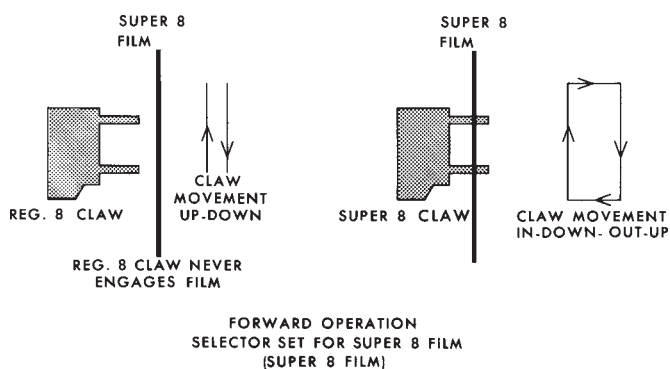 SUPER 8
FILM
REG. 8 CLAW
CLAW
MOVEMENT
UP-DOWN
REG. 8 CLAW NEVER
ENGAGES FILM
SUPER 8
FILM
SUPER 8 CLAW
CLAW MOVEMENT
IN-DOWN- OUT-UP
FORWARD OPERATION
SELECTOR SET FOR SUPER 8 FILM
(SUPER 8 FILM)